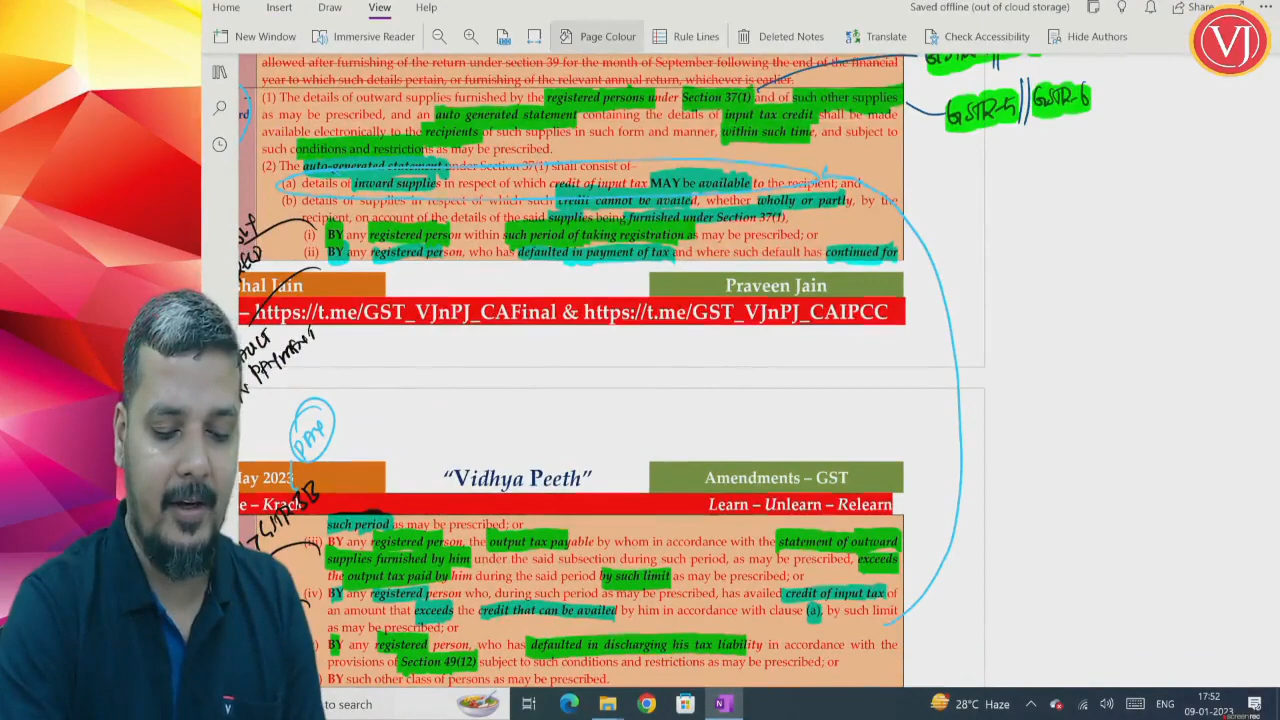 Home Insert Draw View Help
Saved offline (out of cloud storage)
Share
New Window Immersive Reader Page Colour Rule Lines Deleted Notes Translate Check Accessibility Hide Authors
VJ
allowed after furnishing of the return under section 39 for the month of September following the end of the financial
year to which such details pertain, or furnishing of the relevant annual return, whichever is earlier.
(1) The details of outward supplies furnished by the registered persons under Section 37(1) and of such other supplies
as may be prescribed, and an auto generated statement containing the details of input tax credit shall be made
available electronically to the recipients of such supplies in such form and manner, within such time, and subject to
such conditions and restrictions as may be prescribed.
GSTR-5 || GSTR-6
(2) The auto-generated statement under Section 37(1) shall consist of–
(a) details of inward supplies in respect of which credit of input tax MAY be available to the recipient; and
(b) details of supplies in respect of which such credit cannot be availed, whether wholly or partly, by the
recipient, on account of the details of the said supplies being furnished under Section 37(1),
(i) BY any registered person within such period of taking registration as may be prescribed; or
(ii) BY any registered person, who has defaulted in payment of tax and where such default has continued for
shal Jain Praveen Jain
– https://t.me/GST_VJnPJ_CAFinal & https://t.me/GST_VJnPJ_CAIPCC
PAYMENT
May 2023 "Vidhya Peeth" Amendments – GST
e – Krack Learn – Unlearn – Relearn
such period as may be prescribed; or
(iii) BY any registered person, the output tax payable by whom in accordance with the statement of outward
supplies furnished by him under the said subsection during such period, as may be prescribed, exceeds
the output tax paid by him during the said period by such limit as may be prescribed; or
(iv) BY any registered person who, during such period as may be prescribed, has availed credit of input tax of
an amount that exceeds the credit that can be availed by him in accordance with clause (a), by such limit
as may be prescribed; or
BY any registered person, who has defaulted in discharging his tax liability in accordance with the
provisions of Section 49(12) subject to such conditions and restrictions as may be prescribed; or
BY such other class of persons as may be prescribed.
to search
28°C Haze
ENG
17:52
09-01-2023